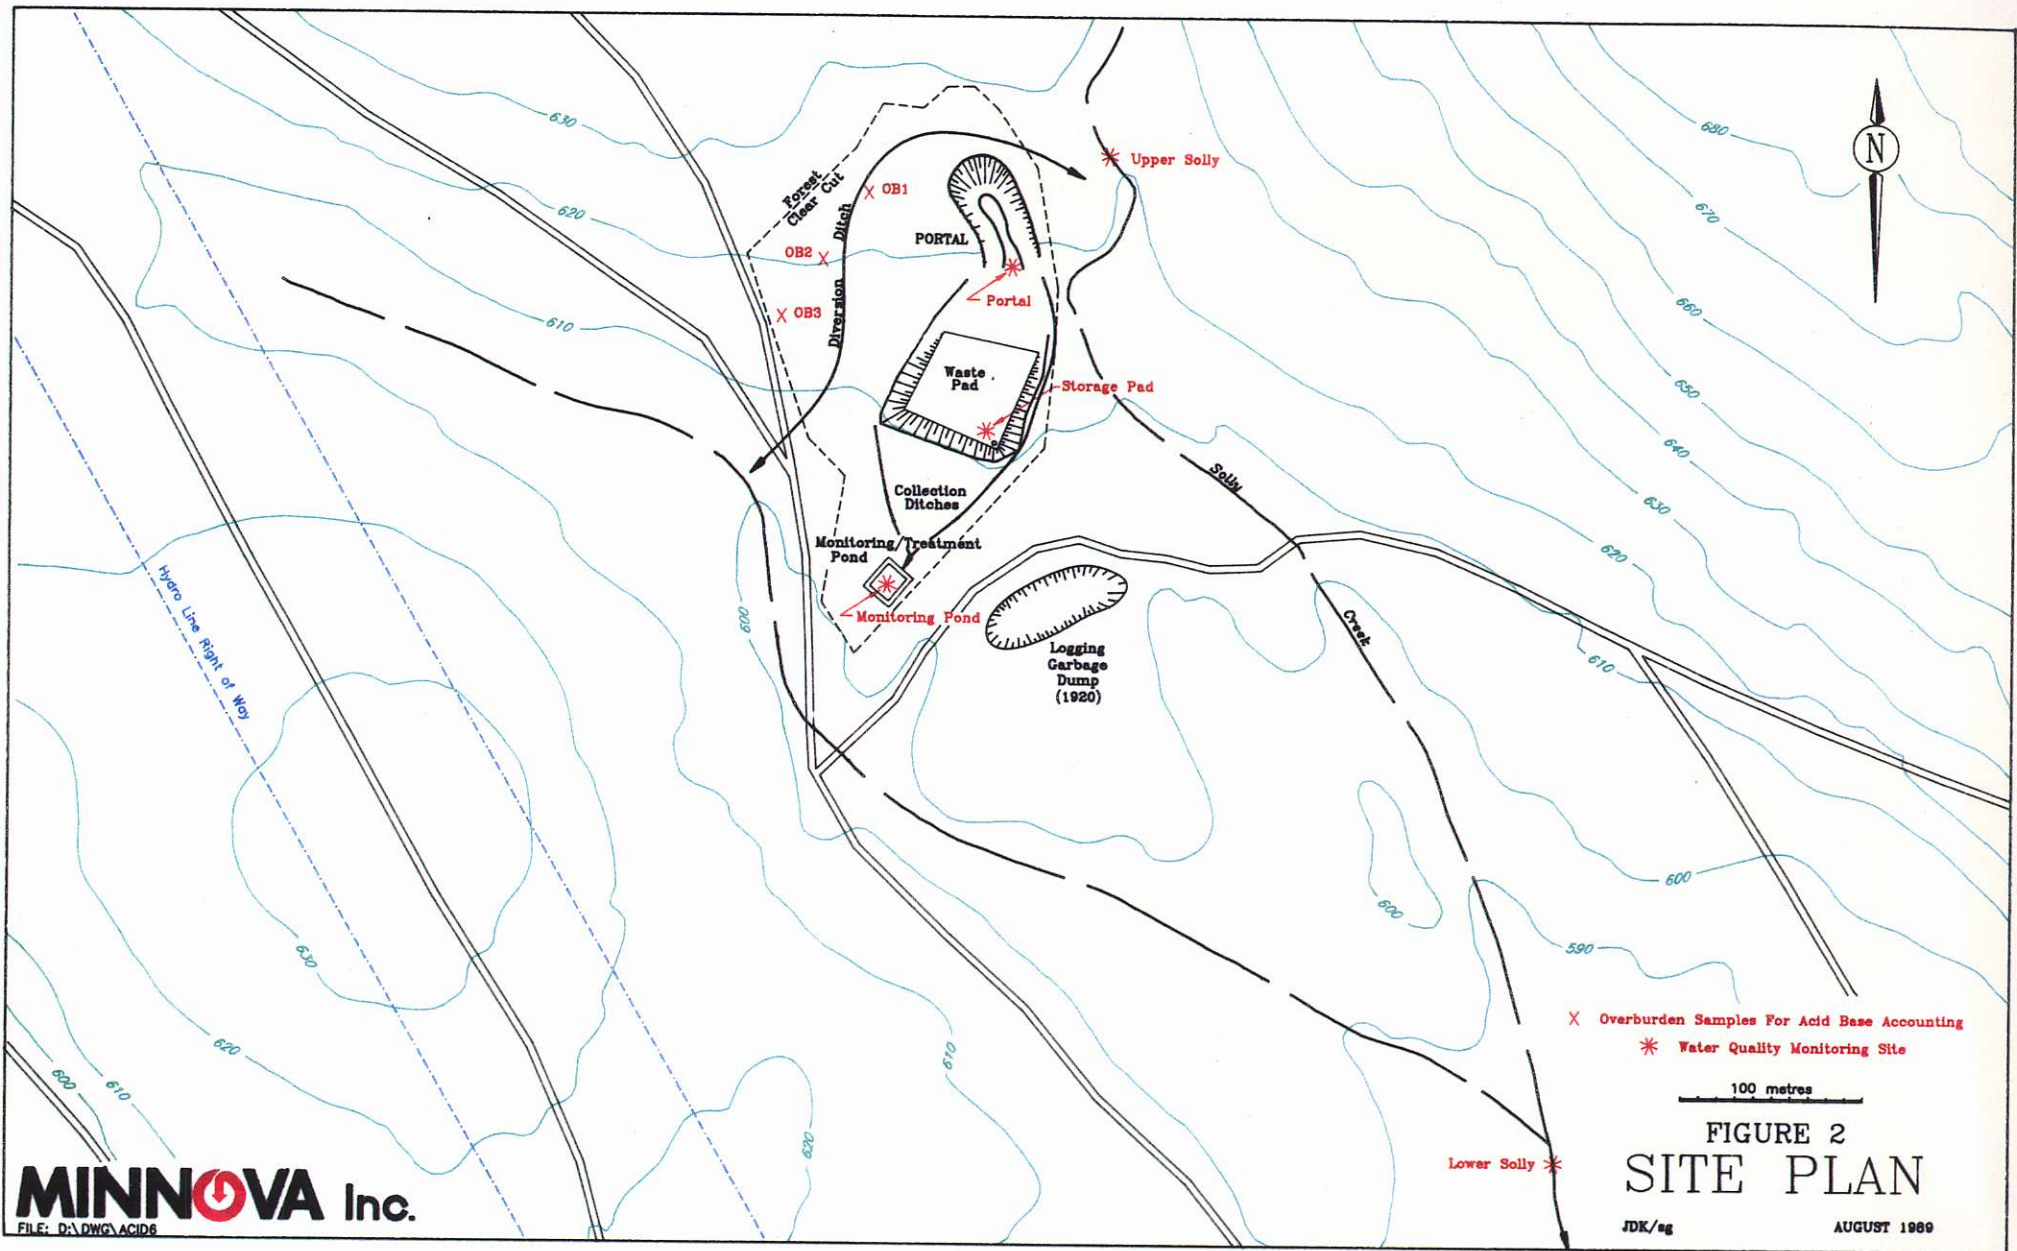 630
680
Upper Solly
Forest
Clear Cut
OB1
620
670
Diversion Ditch
OB2
PORTAL
Portal
OB3
610
660
Waste
Pad
Storage Pad
650
640
Solly
Collection
Ditches
630
Monitoring/Treatment
Pond
620
Hydro Line Right of Way
600
Monitoring Pond
Creek
Logging
Garbage
Dump
(1920)
610
600
600
630
590
X Overburden Samples For Acid Base Accounting
Water Quality Monitoring Site
620
610
600
610
620
100 metres
FIGURE 2
SITE PLAN
Lower Solly
JDK/sg
AUGUST 1989
MINNOVA Inc.
FILE: D:\DWG\ACID6
N